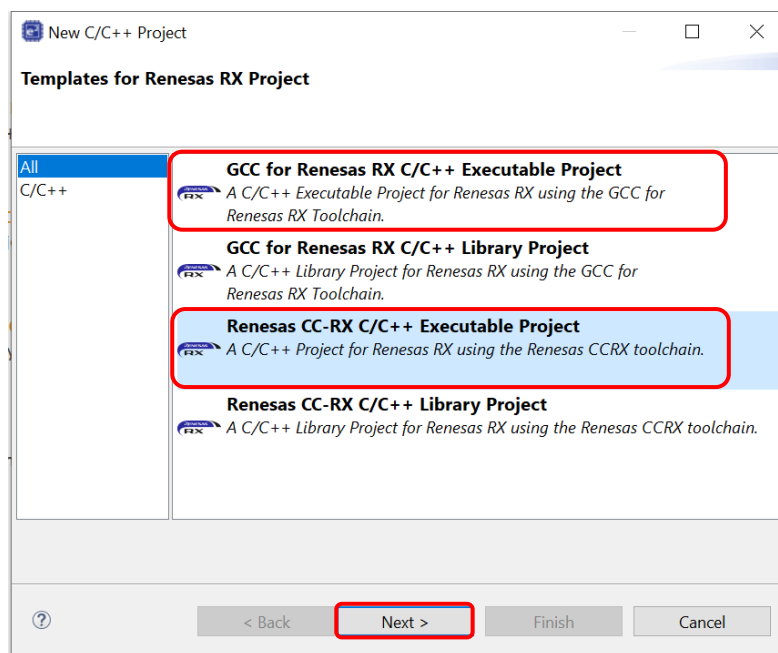 New C/C++ Project
Templates for Renesas RX Project
All
C/C++
GCC for Renesas RX C/C++ Executable Project
A C/C++ Executable Project for Renesas RX using the GCC for
Renesas RX Toolchain.
GCC for Renesas RX C/C++ Library Project
A C/C++ Library Project for Renesas RX using the GCC for
Renesas RX Toolchain.
Renesas CC-RX C/C++ Executable Project
A C/C++ Project for Renesas RX using the Renesas CCRX toolchain.
Renesas CC-RX C/C++ Library Project
A C/C++ Library Project for Renesas RX using the Renesas CCRX toolchain.
RX
RX
RX
RX
?
< Back
Next >
Finish
Cancel